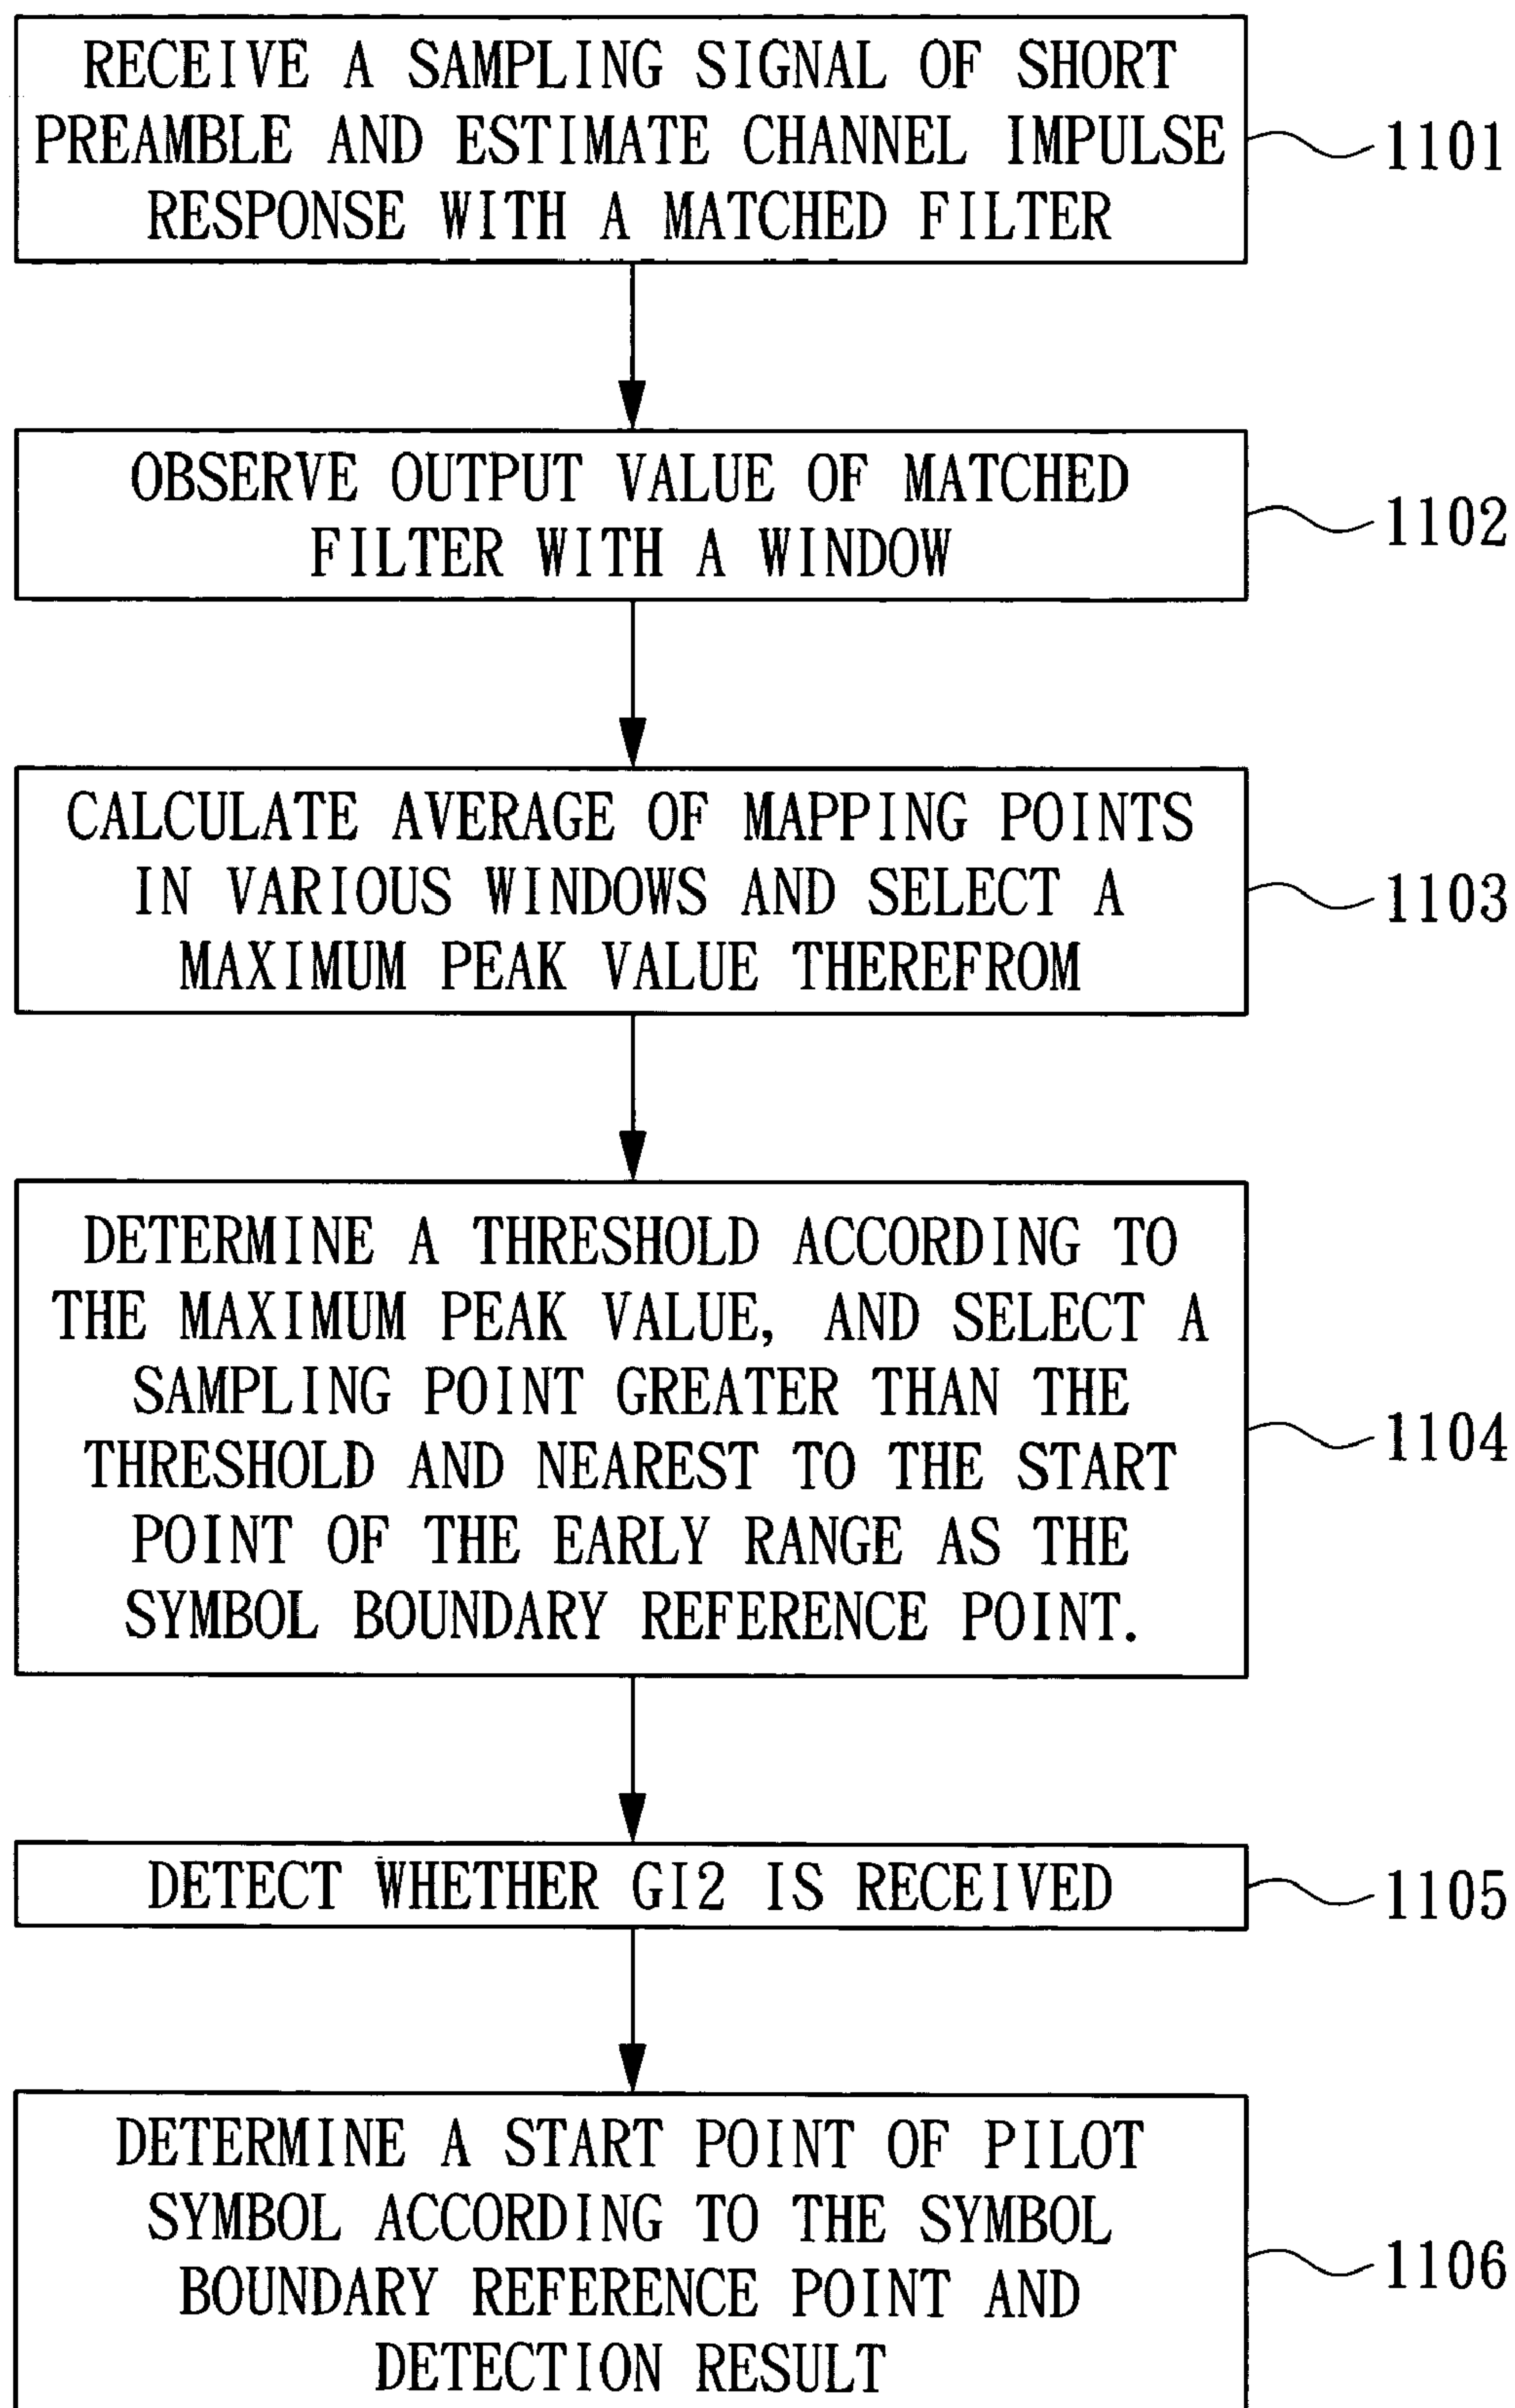 RECEIVE A SAMPLING SIGNAL OF SHORT
PREAMBLE AND ESTIMATE CHANNEL IMPULSE
RESPONSE WITH A MATCHED FILTER
1101
OBSERVE OUTPUT VALUE OF MATCHED
FILTER WITH A WINDOW
1102
CALCULATE AVERAGE OF MAPPING POINTS
IN VARIOUS WINDOWS AND SELECT A
MAXIMUM PEAK VALUE THEREFROM
1103
DETERMINE A THRESHOLD ACCORDING TO
THE MAXIMUM PEAK VALUE, AND SELECT A
SAMPLING POINT GREATER THAN THE
THRESHOLD AND NEAREST TO THE START
POINT OF THE EARLY RANGE AS THE
SYMBOL BOUNDARY REFERENCE POINT.
1104
DETECT WHETHER GI2 IS RECEIVED
1105
DETERMINE A START POINT OF PILOT
SYMBOL ACCORDING TO THE SYMBOL
BOUNDARY REFERENCE POINT AND
DETECTION RESULT
1106